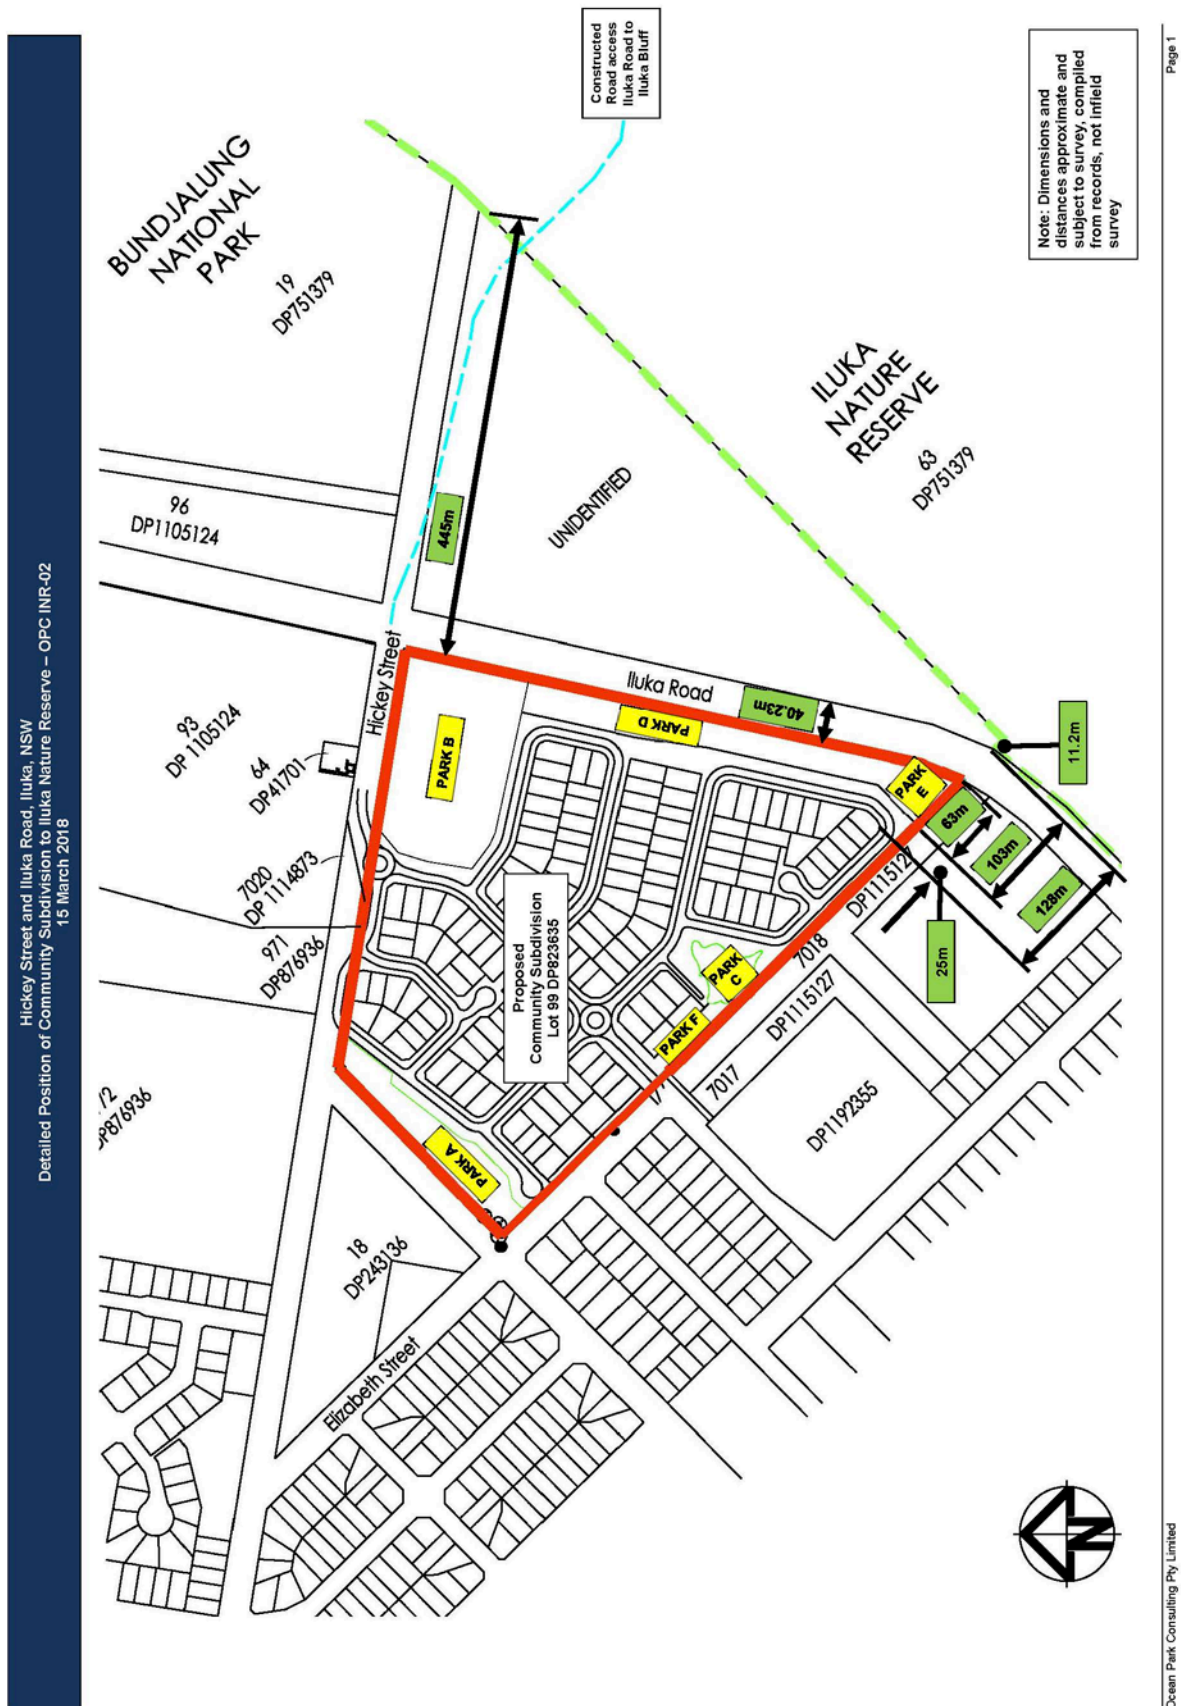 Hickey Street and Iluka Road, Iluka, NSW
Detailed Position of Community Subdivision to Iluka Nature Reserve – OPC INR-02
15 March 2018
BUNDJALUNG
NATIONAL
PARK
19
DP751379
Constructed
Road access
Iluka Road to
Iluka Bluff
96
DP1105124
93
DP 1105124
64
DP41701
7020
DP 1114873
971
DP876936
Hickey Street
445m
UNIDENTIFIED
ILUKA
NATURE
RESERVE
63
DP751379
Note: Dimensions and
distances approximate and
subject to survey, compiled
from records, not infield
survey
PARK B
Iluka Road
PARK D
40.23m
PARK
E
11.2m
63m
103m
128m
25m
Proposed
Community Subdivision
Lot 99 DP823635
PARK
C
PARK F
PARK A
7018
7017
DP1115127
DP1192355
18
DP243136
Elizabeth Street
N
Ocean Park Consulting Pty Limited
Page 1